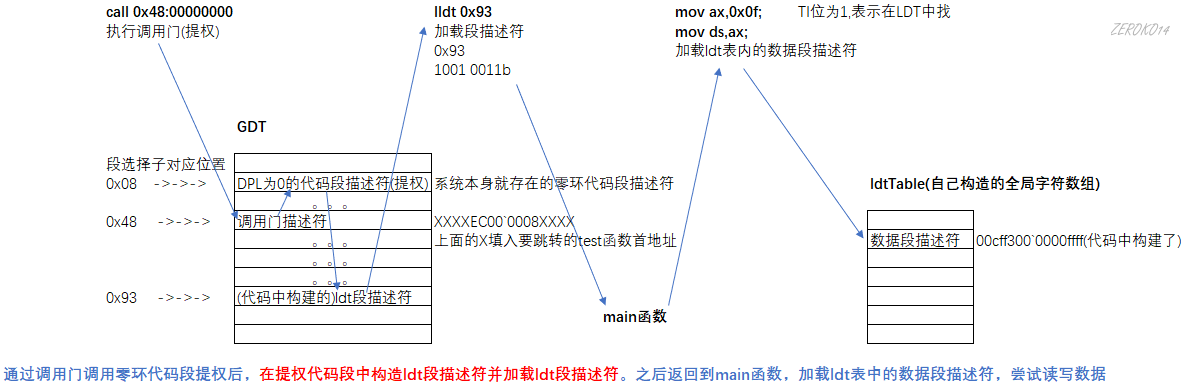 call 0x48:00000000
执行调用门(提权)
lldt 0x93
加载段描述符
0x93
1001 0011b
mov ax,0x0f; TI位为1,表示在LDT中找
mov ds,ax;
加载ldt表内的数据段描述符
ZEROKO14
GDT
段选择子对应位置
0x08 ->->-> DPL为0的代码段描述符(提权) 系统本身就存在的零环代码段描述符
。。。
0x48 ->->-> 调用门描述符 XXXXEC00`0008XXXX
。。。 上面的X填入要跳转的test函数首地址
。。。
。。。
0x93 ->->-> (代码中构建的)ldt段描述符
main函数
ldtTable(自己构造的全局字符数组)
数据段描述符 00cff300`0000ffff(代码中构建了)
通过调用门调用零环代码段提权后，在提权代码段中构造ldt段描述符并加载ldt段描述符。之后返回到main函数，加载ldt表中的数据段描述符，尝试读写数据